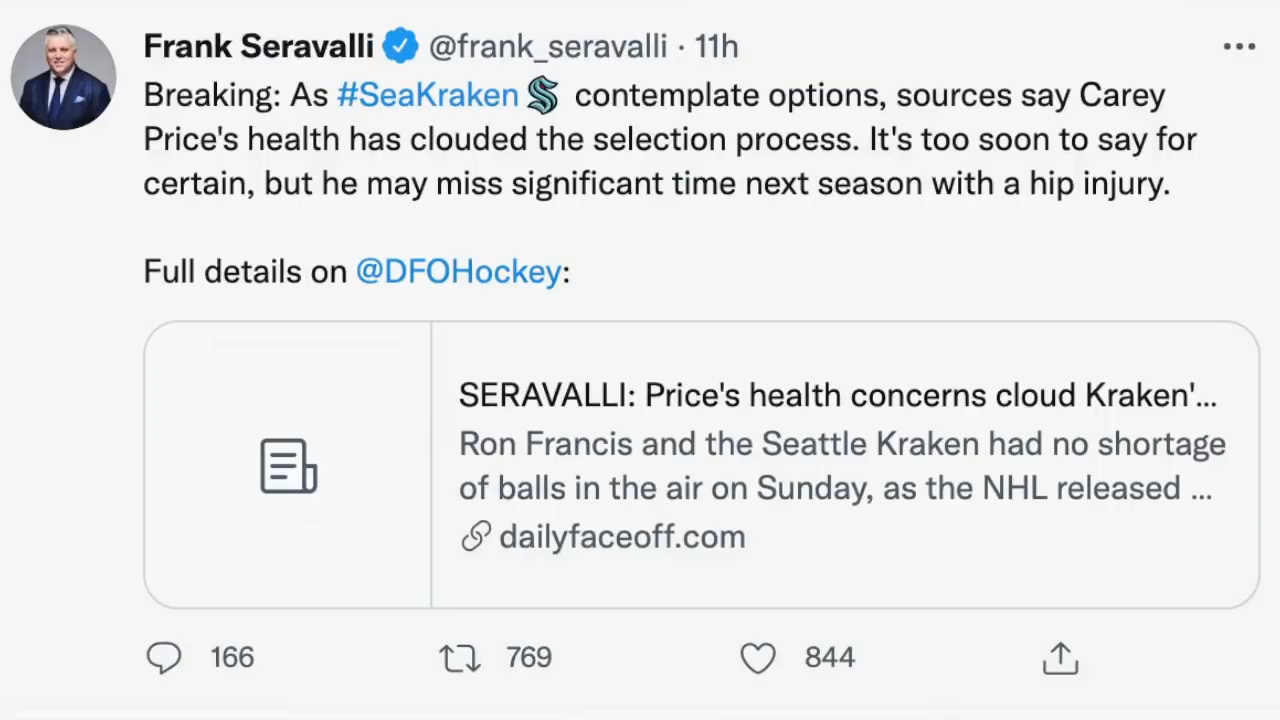 Frank Seravalli @frank_seravalli · 11h
Breaking: As #SeaKraken contemplate options, sources say Carey
Price's health has clouded the selection process. It's too soon to say for
certain, but he may miss significant time next season with a hip injury.
Full details on @DFOHockey:
SERAVALLI: Price's health concerns cloud Kraken'...
Ron Francis and the Seattle Kraken had no shortage
of balls in the air on Sunday, as the NHL released ...
dailyfaceoff.com
166 769 844